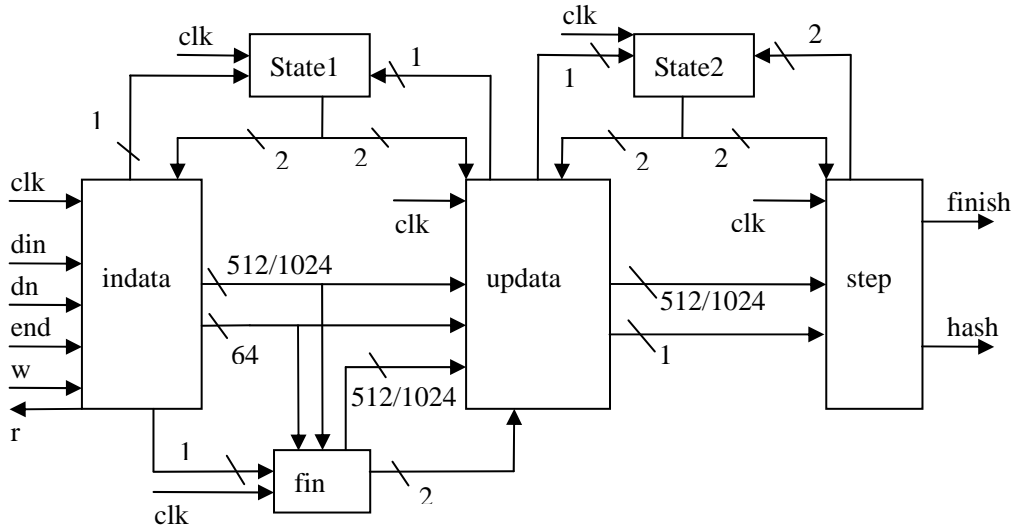 clk
State1
1
clk
State2
2
1
1
2
2
2
2
clk
clk
clk
finish
din
indata
512/1024
updata
512/1024
step
dn
end
64
1
hash
w
512/1024
r
1
fin
2
clk